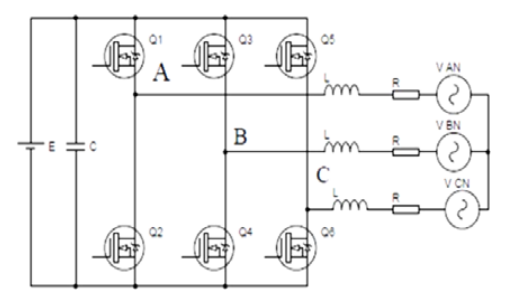 Q1 Q3 Q5
A
V AN
L R
E C
B
V BN
L R
C
V CN
L R
Q2 Q4 Q6